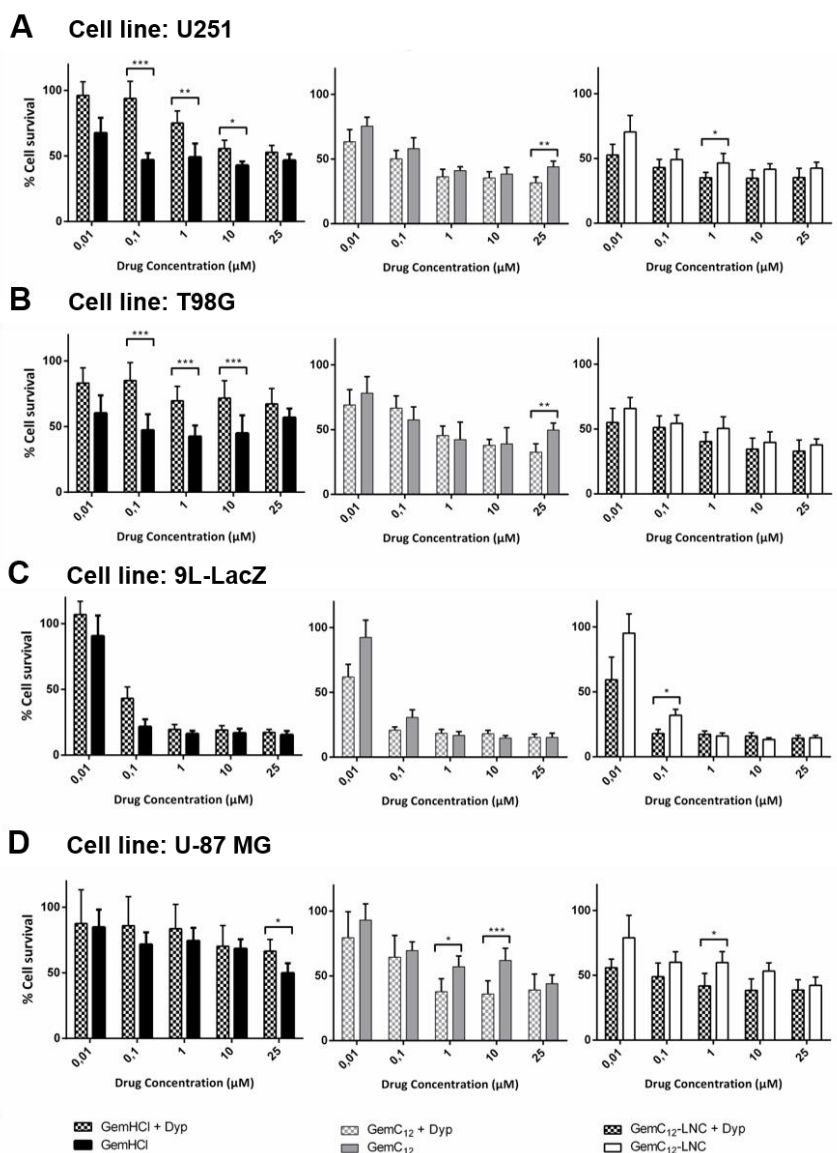 A Cell line: U251
% Cell survival
100
50
0
*** ** *
0,01 0,1 1 10 25
Drug Concentration (µM)
100
50
0
**
0,01 0,1 1 10 25
Drug Concentration (µM)
100
50
0
*
0,01 0,1 1 10 25
Drug Concentration (µM)
B Cell line: T98G
% Cell survival
100
50
0
*** *** ***
0,01 0,1 1 10 25
Drug Concentration (µM)
100
50
0
**
0,01 0,1 1 10 25
Drug Concentration (µM)
100
50
0
0,01 0,1 1 10 25
Drug Concentration (µM)
C Cell line: 9L-LacZ
% Cell survival
100
50
0
0,01 0,1 1 10 25
Drug Concentration (µM)
100
50
0
0,01 0,1 1 10 25
Drug Concentration (µM)
100
50
0
*
0,01 0,1 1 10 25
Drug Concentration (µM)
D Cell line: U-87 MG
% Cell survival
100
50
0
*
0,01 0,1 1 10 25
Drug Concentration (µM)
100
50
0
* ***
0,01 0,1 1 10 25
Drug Concentration (µM)
100
50
0
*
0,01 0,1 1 10 25
Drug Concentration (µM)
GemHCl + Dyp
GemHCl
GemC₁₂ + Dyp
GemC₁₂
GemC₁₂-LNC + Dyp
GemC₁₂-LNC